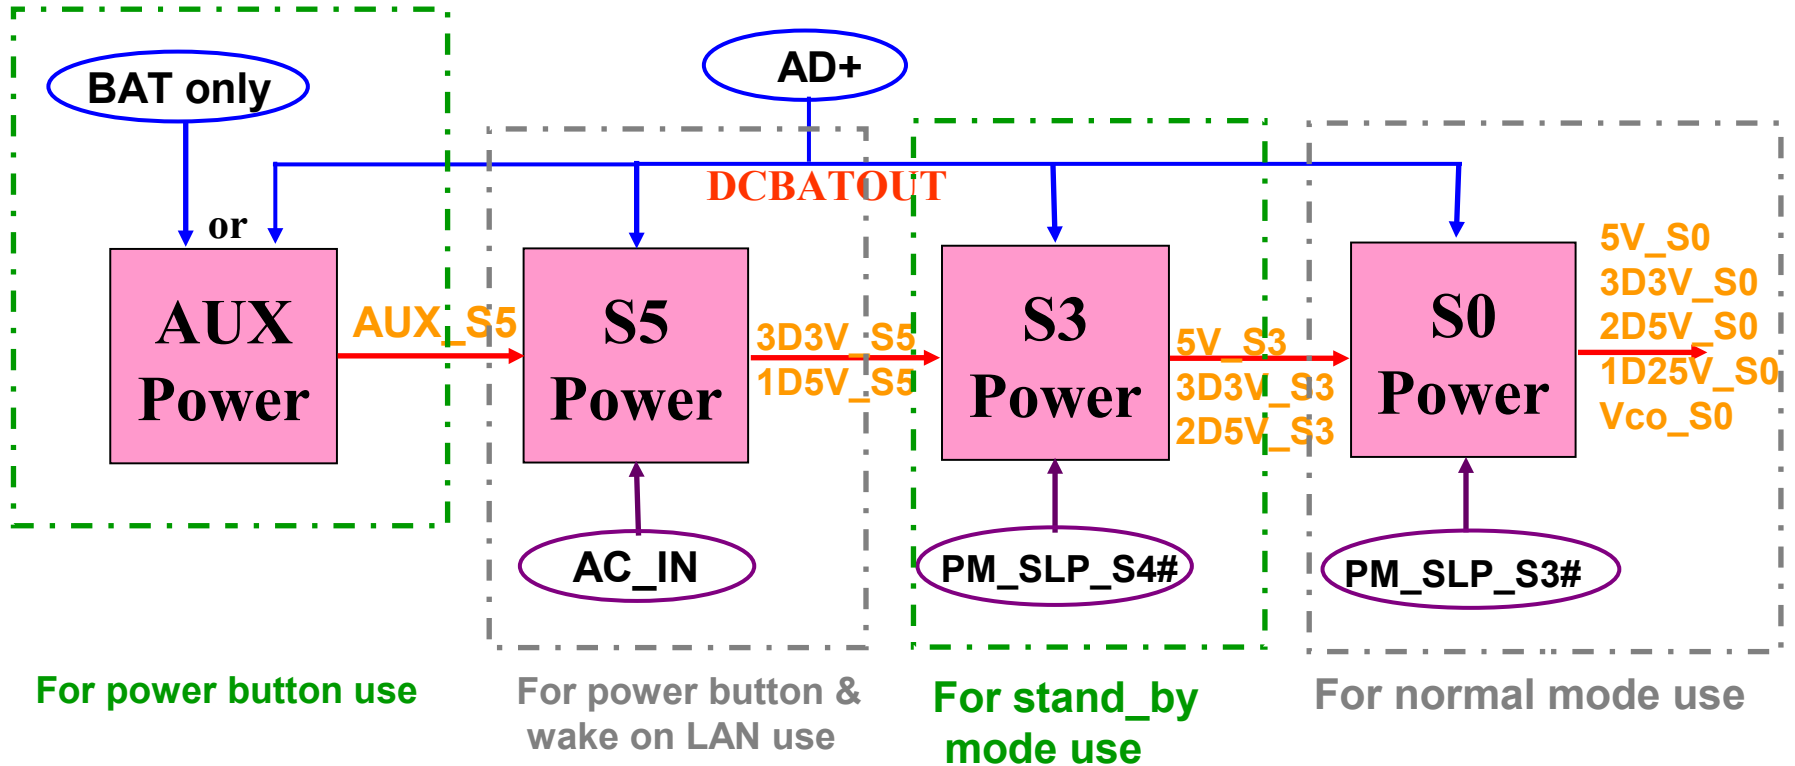 BAT only
AD+
DCBATOUT
or
AUX
Power
AUX_S5
S5
Power
3D3V_S5
1D5V_S5
S3
Power
5V_S3
3D3V_S3
2D5V_S3
S0
Power
5V_S0
3D3V_S0
2D5V_S0
1D25V_S0
Vco_S0
AC_IN
PM_SLP_S4#
PM_SLP_S3#
For power button use
For power button &
wake on LAN use
For stand_by
mode use
For normal mode use